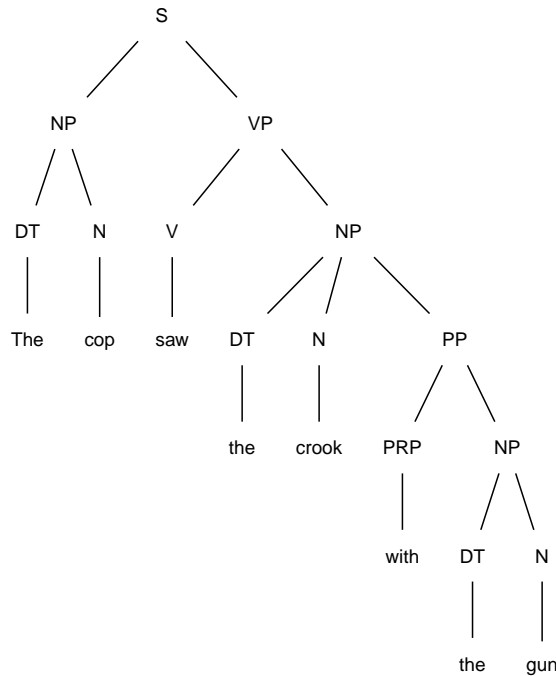 S
NP VP
DT N V NP
The cop saw DT N PP
the crook PRP NP
with DT N
the gun